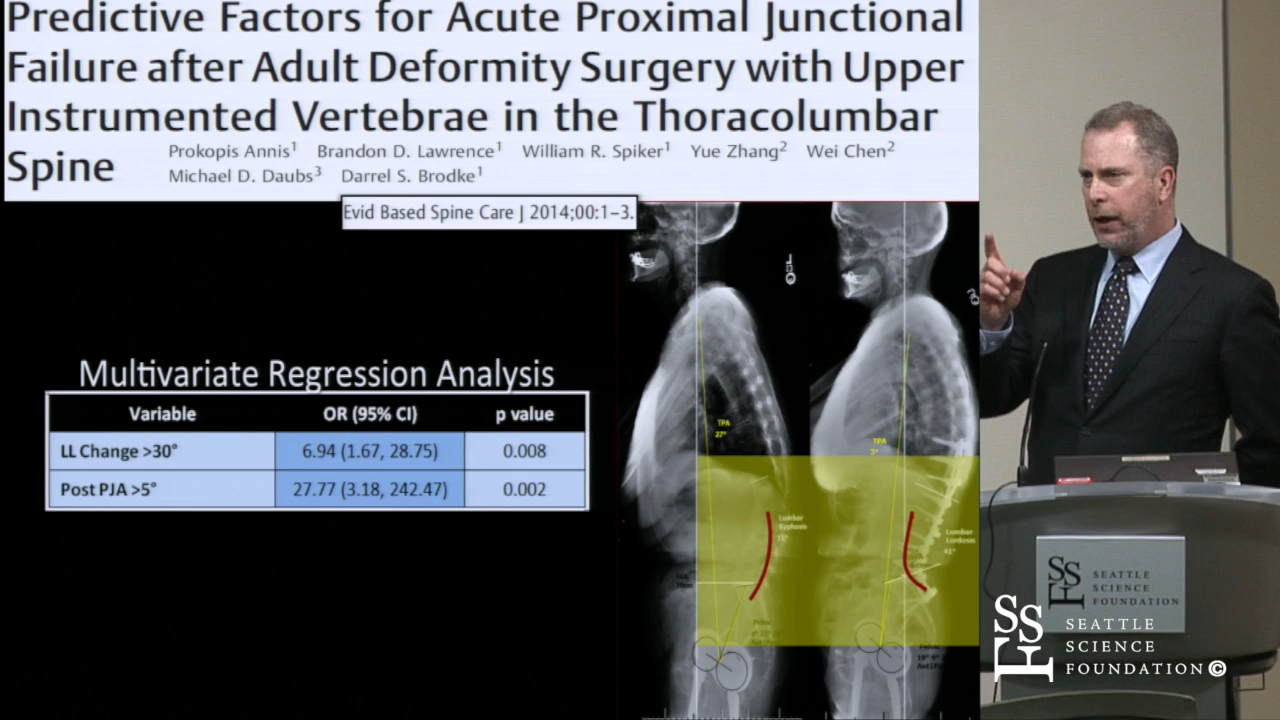 Predictive Factors for Acute Proximal Junctional
Failure after Adult Deformity Surgery with Upper
Instrumented Vertebrae in the Thoracolumbar
Spine
Prokopis Annis1 Brandon D. Lawrence1 William R. Spiker1 Yue Zhang2 Wei Chen2
Michael D. Daubs3 Darrel S. Brodke1
Evid Based Spine Care J 2014;00:1–3.
Multivariate Regression Analysis
Variable OR (95% CI) p value
LL Change >30° 6.94 (1.67, 28.75) 0.008
Post PJA >5° 27.77 (3.18, 242.47) 0.002
TPA
27°
TPA
3°
Lumbar
Kyphosis
11°
Lumbar
Lordosis
41°
SEATTLE
SCIENCE
FOUNDATION
SSF
SEATTLE
SCIENCE
FOUNDATION©